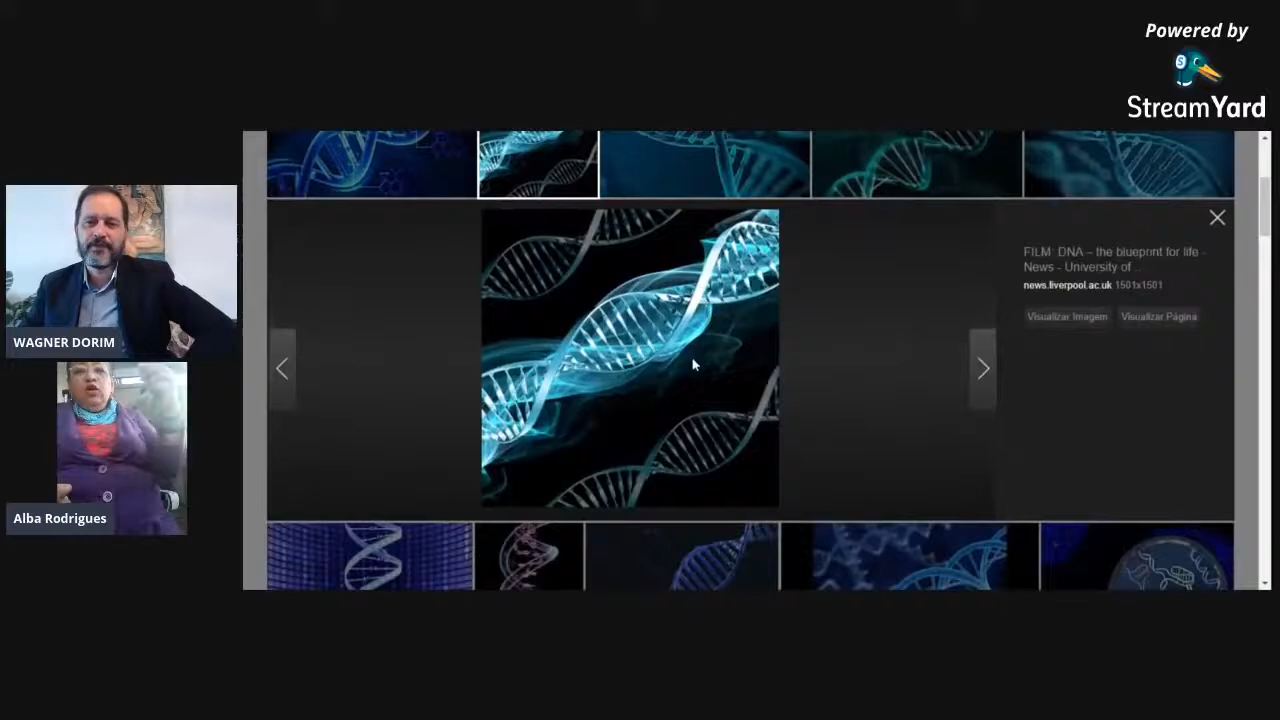 Powered by
StreamYard
WAGNER DORIM
Alba Rodrigues
FILM: DNA – the blueprint for life -
News - University of ...
news.liverpool.ac.uk 1501x1501
Visualizar Imagem
Visualizar Página